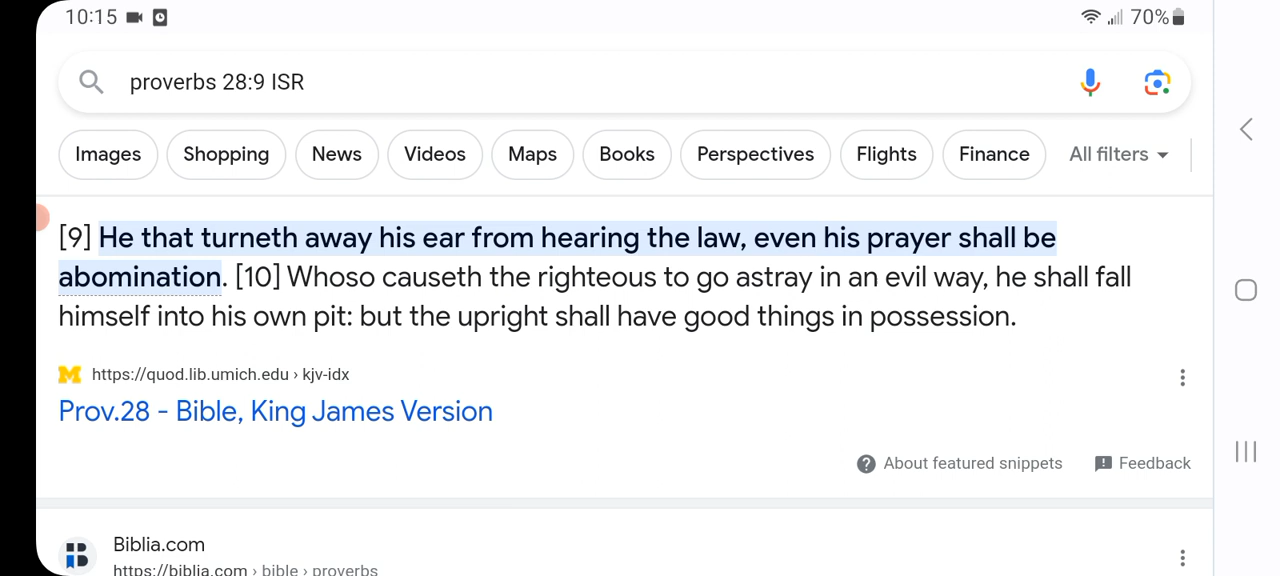 10:15 70%
proverbs 28:9 ISR
Images Shopping News Videos Maps Books Perspectives Flights Finance All filters
[9] He that turneth away his ear from hearing the law, even his prayer shall be
abomination. [10] Whoso causeth the righteous to go astray in an evil way, he shall fall
himself into his own pit: but the upright shall have good things in possession.
https://quod.lib.umich.edu › kjv-idx
Prov.28 - Bible, King James Version
About featured snippets Feedback
Biblia.com
https://biblia.com › bible › proverbs